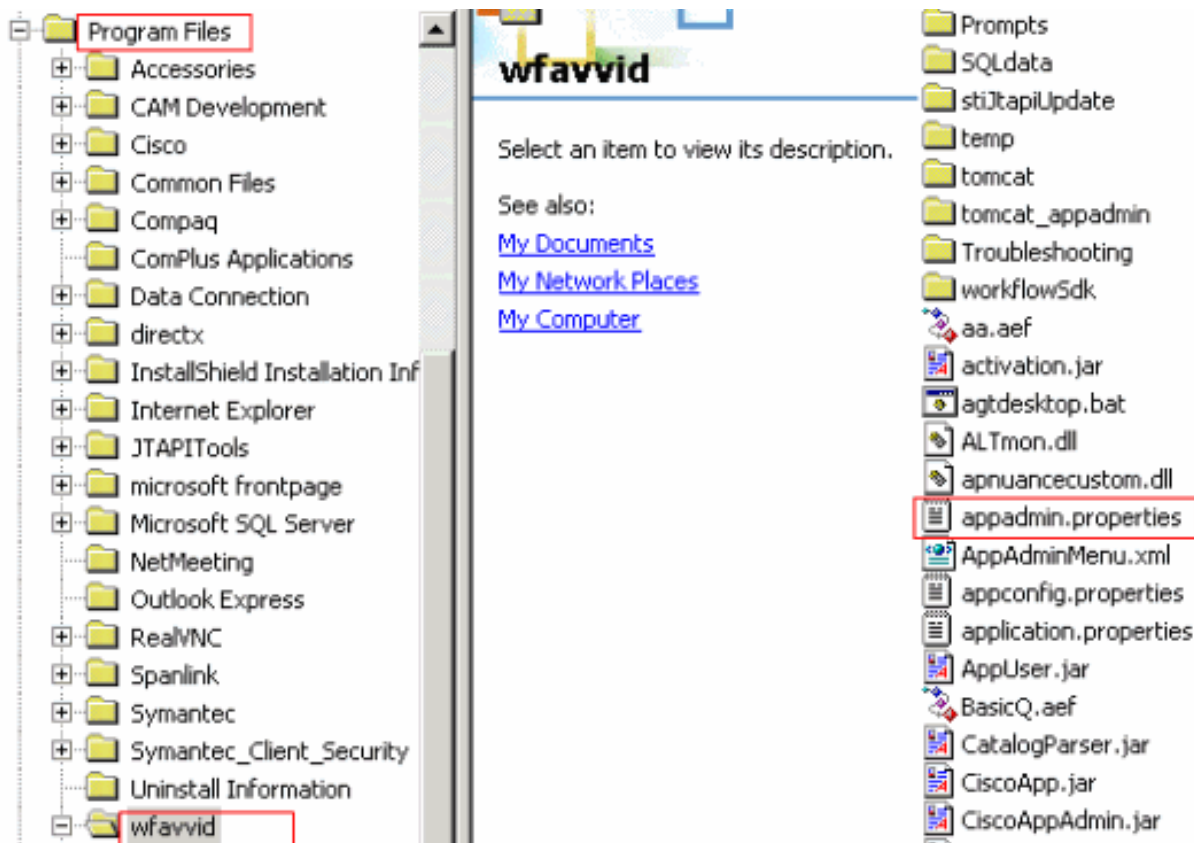 Program Files
Accessories
CAM Development
Cisco
Common Files
Compaq
ComPlus Applications
Data Connection
directx
InstallShield Installation Inf
Internet Explorer
JTAPITools
microsoft frontpage
Microsoft SQL Server
NetMeeting
Outlook Express
RealVNC
Spanlink
Symantec
Symantec_Client_Security
Uninstall Information
wfavvid
wfavvid
Select an item to view its description.
See also:
My Documents
My Network Places
My Computer
Prompts
SQLdata
stiJtapiUpdate
temp
tomcat
tomcat_appadmin
Troubleshooting
workflowSdk
aa.aef
activation.jar
agtdesktop.bat
ALTmon.dll
apnuancecustom.dll
appadmin.properties
AppAdminMenu.xml
appconfig.properties
application.properties
AppUser.jar
BasicQ.aef
CatalogParser.jar
CiscoApp.jar
CiscoAppAdmin.jar